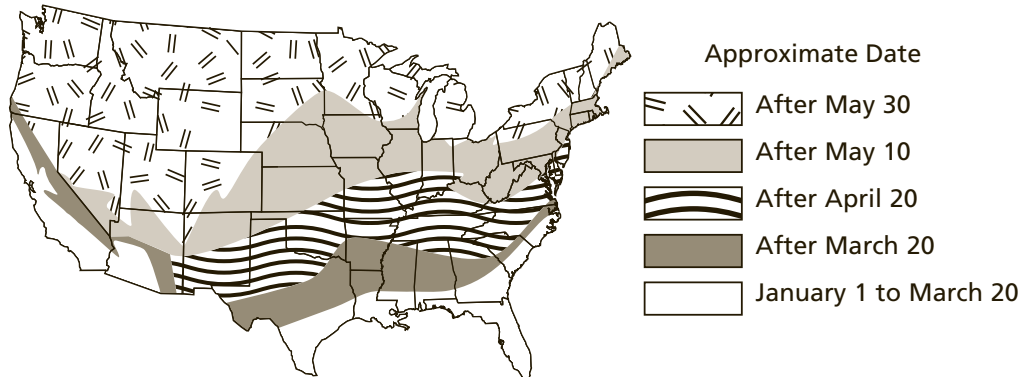 Approximate Date
After May 30
After May 10
After April 20
After March 20
January 1 to March 20